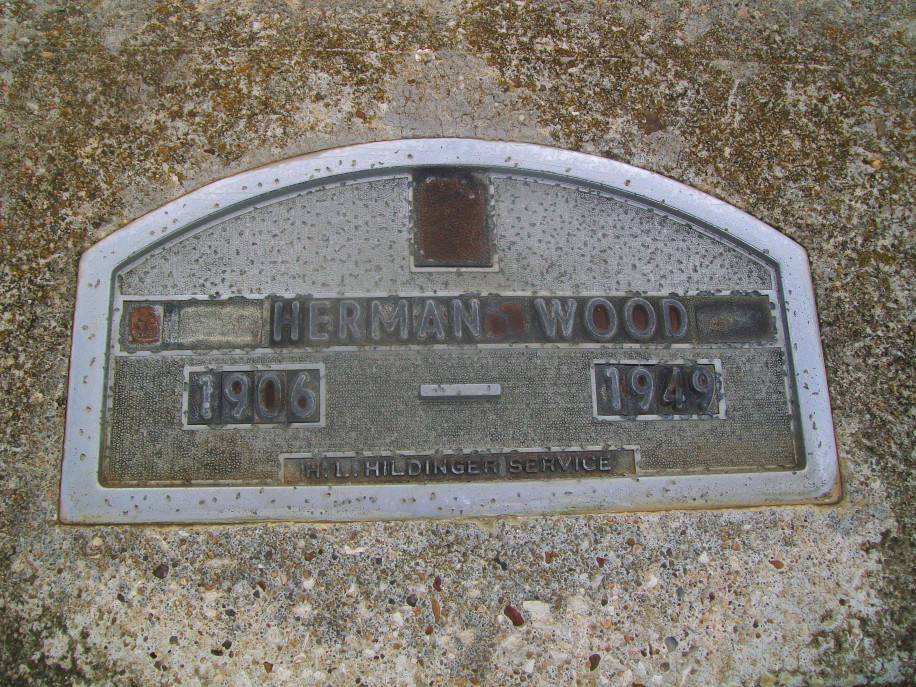 HERMAN WOOD
1906 - 1949
H. L. HILDINGER SERVICE